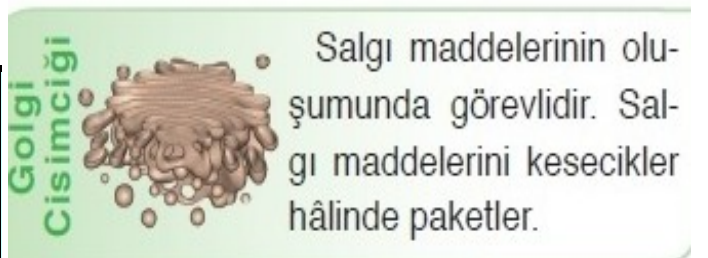 Golgi
Cisimciği
Salgı maddelerinin olu-
şumunda görevlidir. Sal-
gı maddelerini kesecikler
hâlinde paketler.